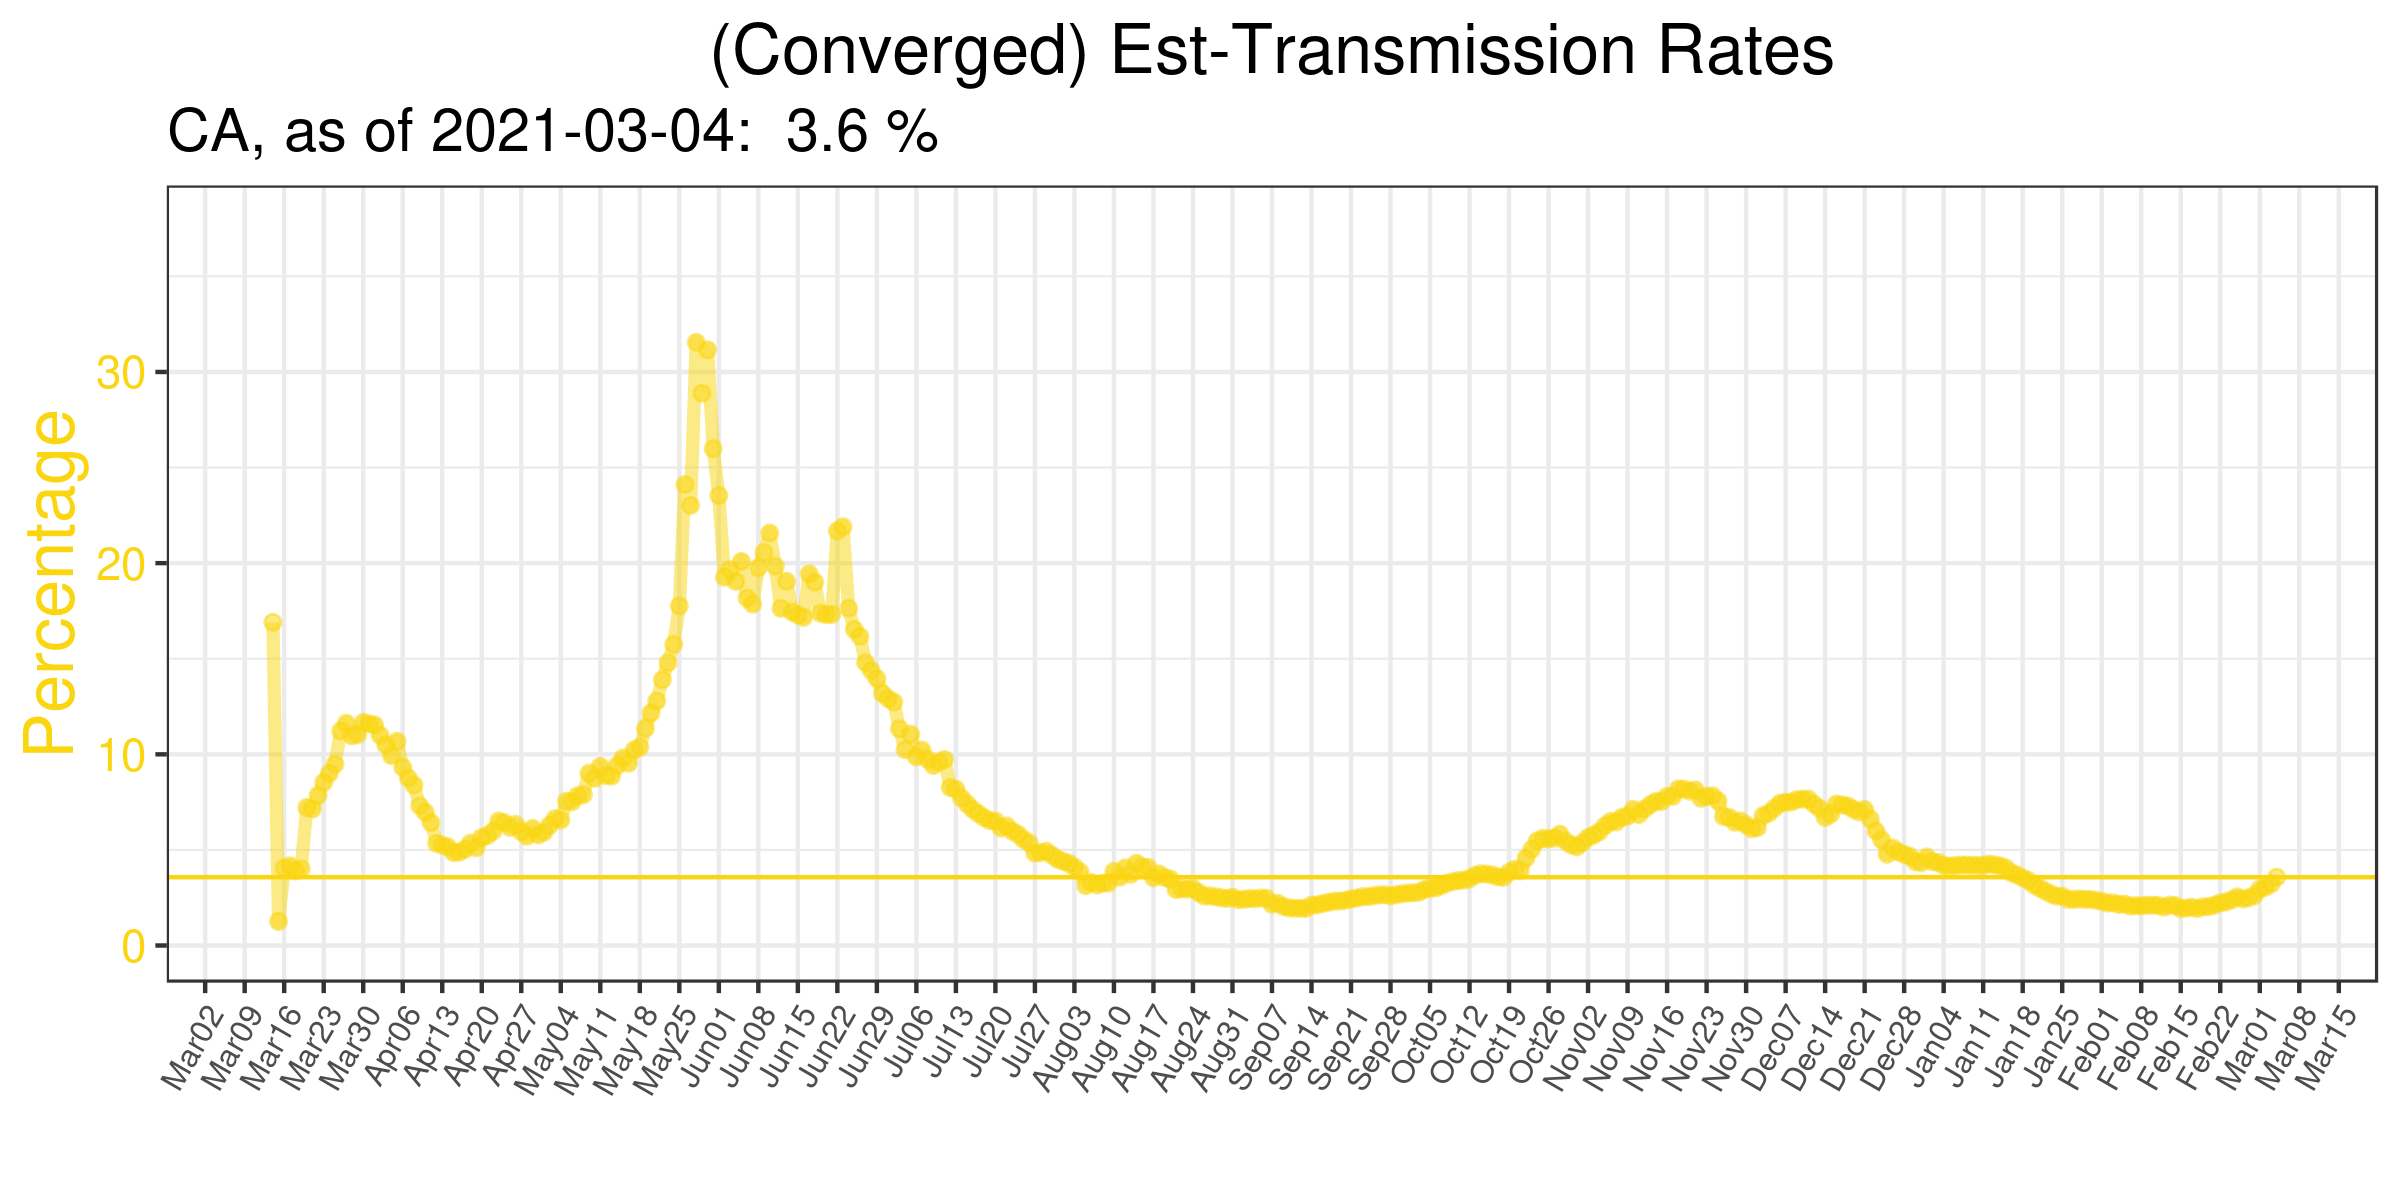 (Converged) Est-Transmission Rates
CA, as of 2021-03-04:  3.6 %
Percentage
30
20
10
0
Mar02
Mar09
Mar16
Mar23
Mar30
Apr06
Apr13
Apr20
Apr27
May04
May11
May18
May25
Jun01
Jun08
Jun15
Jun22
Jun29
Jul06
Jul13
Jul20
Jul27
Aug03
Aug10
Aug17
Aug24
Aug31
Sep07
Sep14
Sep21
Sep28
Oct05
Oct12
Oct19
Oct26
Nov02
Nov09
Nov16
Nov23
Nov30
Dec07
Dec14
Dec21
Dec28
Jan04
Jan11
Jan18
Jan25
Feb01
Feb08
Feb15
Feb22
Mar01
Mar08
Mar15